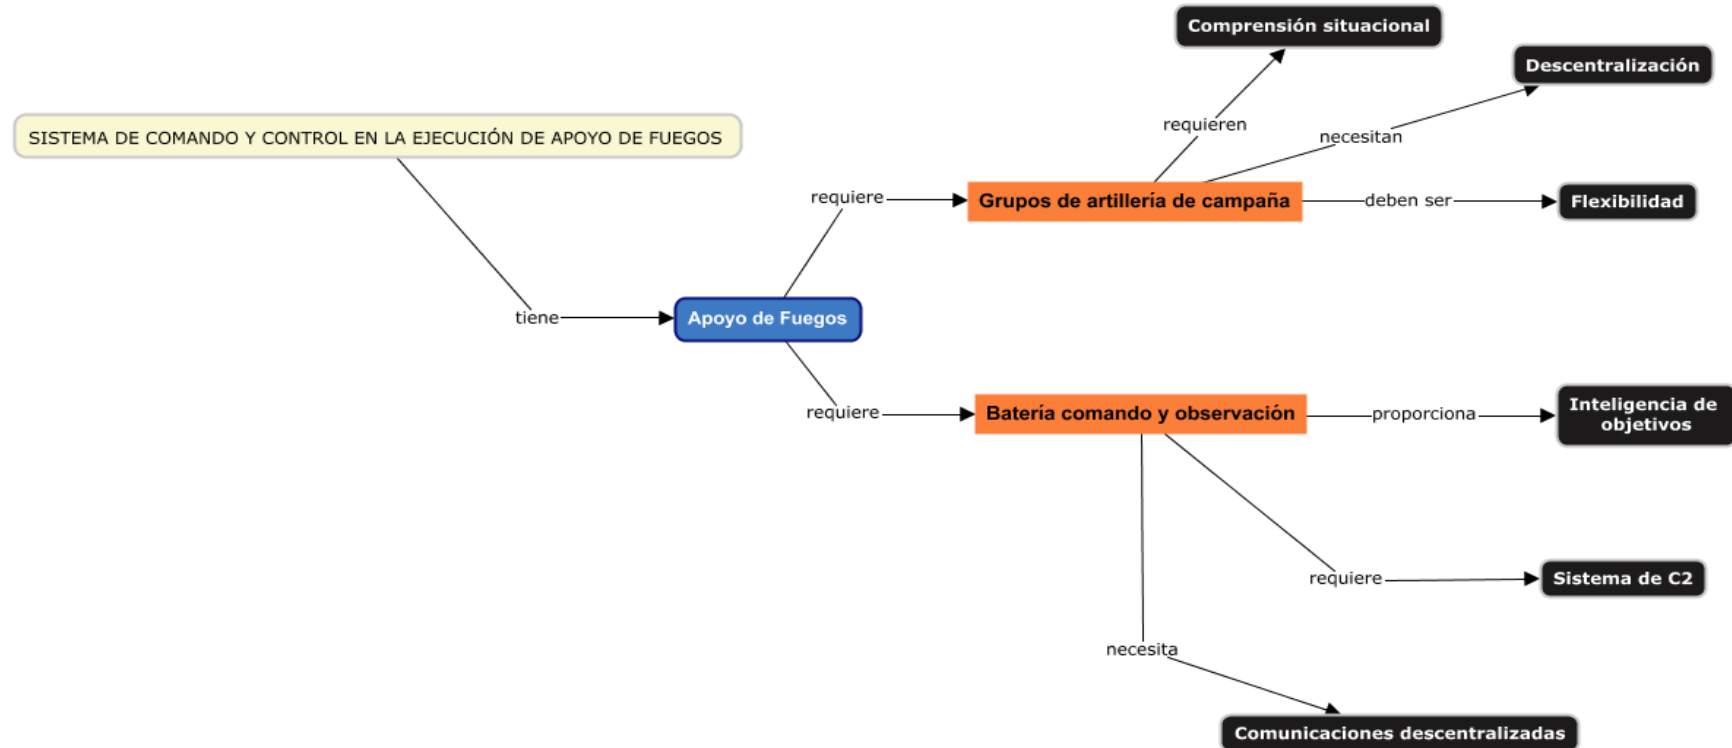 Comprensión situacional
Descentralización
requieren
necesitan
SISTEMA DE COMANDO Y CONTROL EN LA EJECUCIÓN DE APOYO DE FUEGOS
requiere
Grupos de artillería de campaña
deben ser
Flexibilidad
tiene
Apoyo de Fuegos
requiere
Batería comando y observación
proporciona
Inteligencia de
objetivos
requiere
Sistema de C2
necesita
Comunicaciones descentralizadas